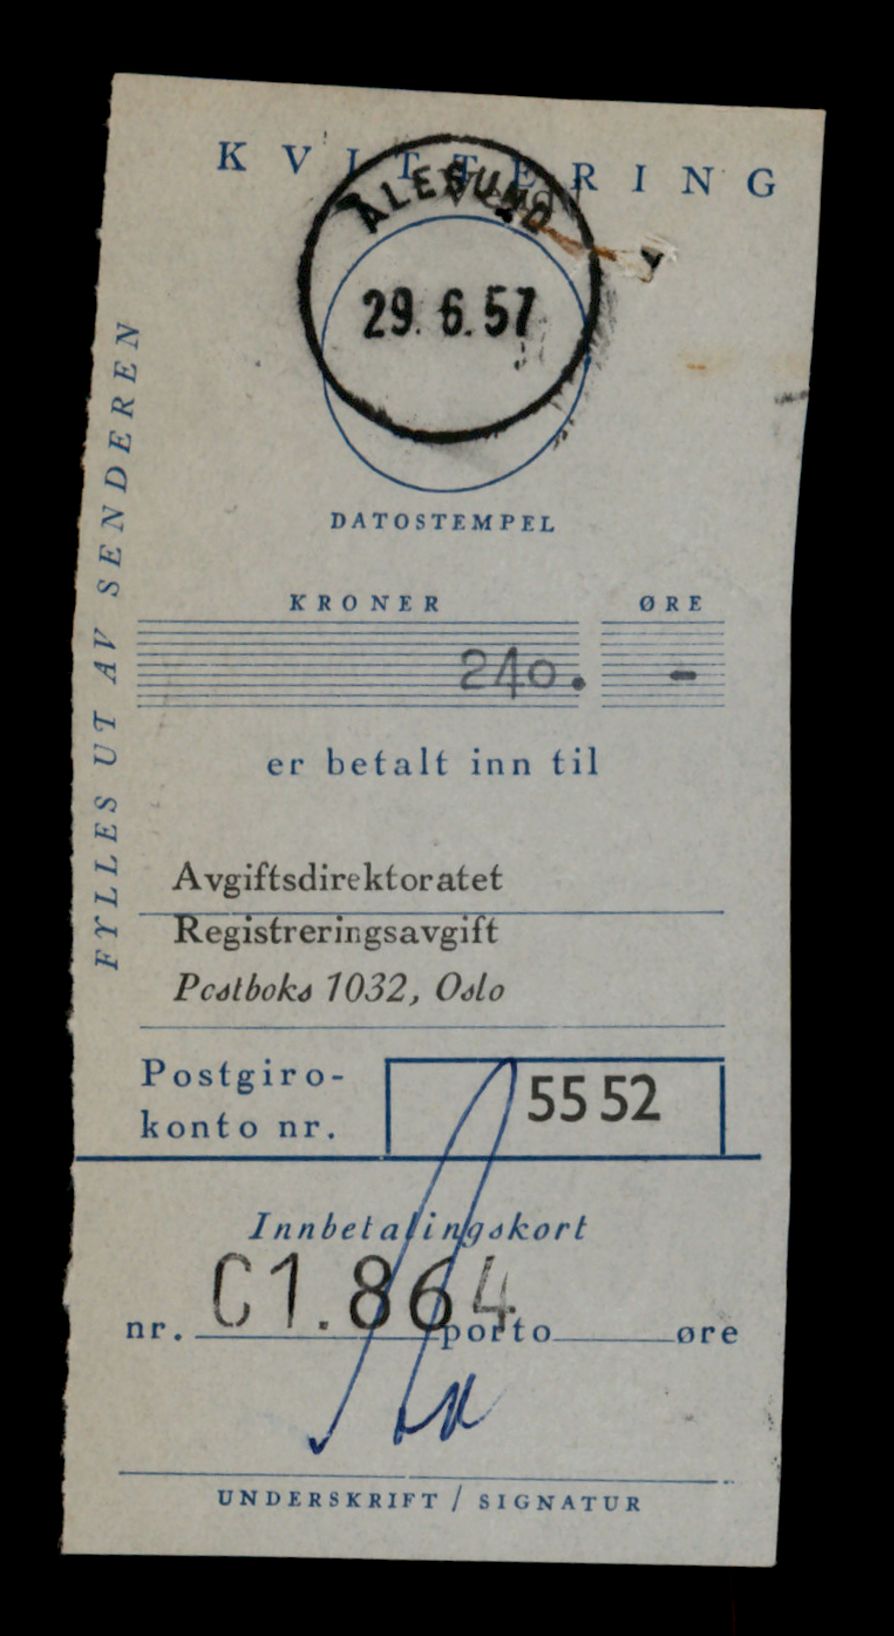 KVITTERING
ÅLESUND
29.6.57
DATOSTEMPEL
KRONER ØRE
240. -
er betalt inn til
Avgiftsdirektoratet
Registreringsavgift
Postboks 1032, Oslo
Postgiro-
konto nr. 5552
Innbetalingskort
nr. C1.864 porto øre
UNDERSKRIFT / SIGNATUR
FYLLES UT AV SENDEREN